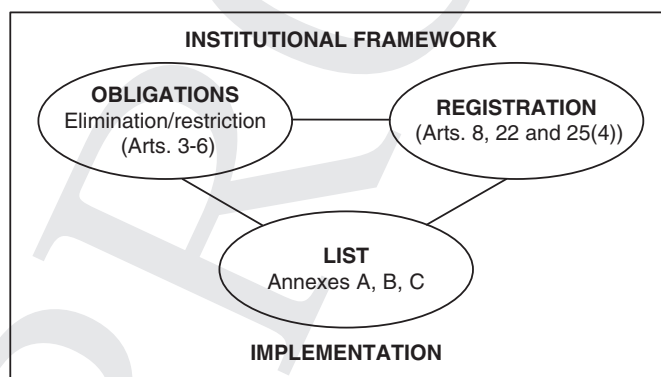 INSTITUTIONAL FRAMEWORK
OBLIGATIONS
Elimination/restriction
(Arts. 3-6)
REGISTRATION
(Arts. 8, 22 and 25(4))
LIST
Annexes A, B, C
IMPLEMENTATION